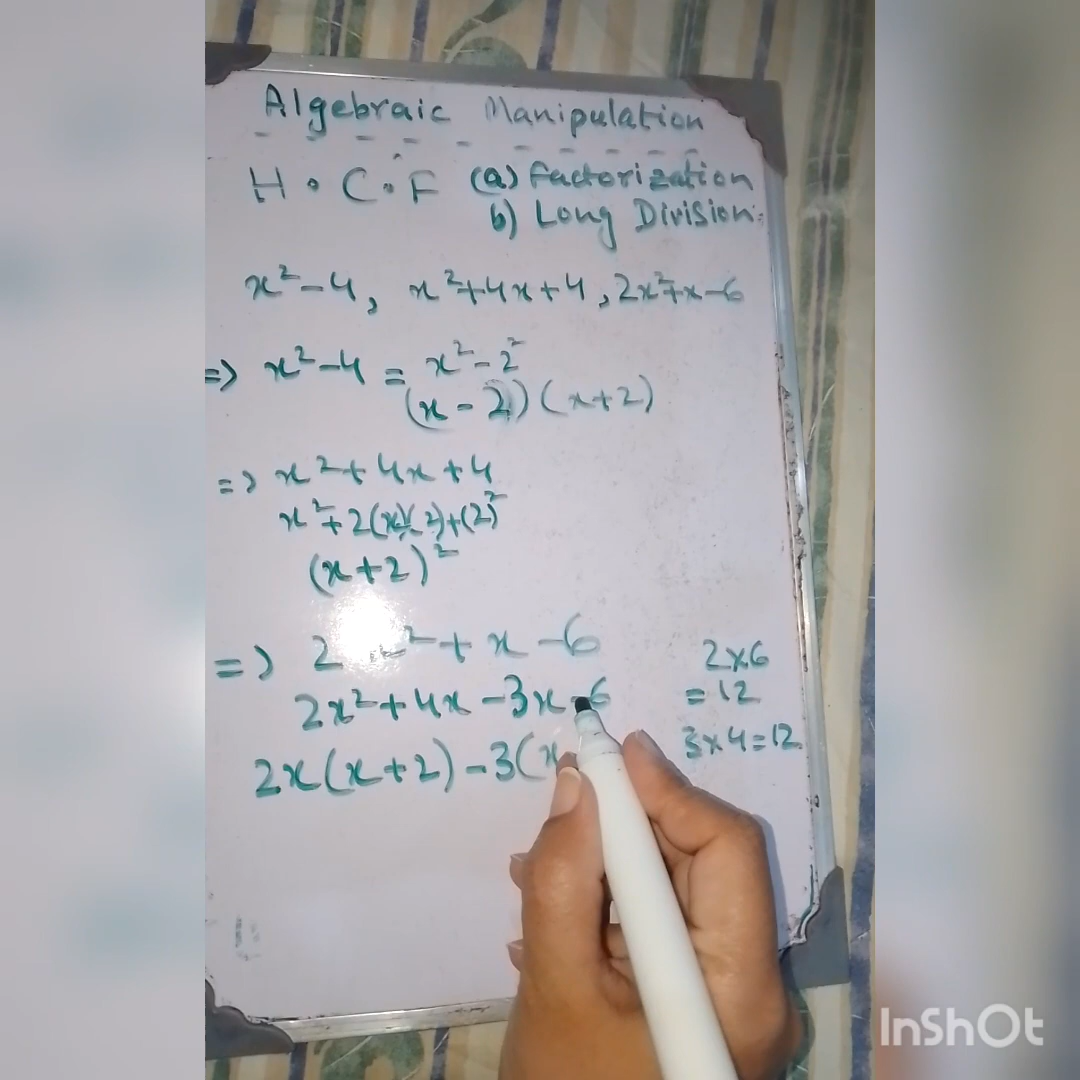 Algebraic Manipulation
H.C.F (a) Factorization
b) Long Division:
x² - 4, x² + 4x + 4, 2x² + x - 6
=> x² - 4 = x² - 2²
(x - 2) (x + 2)
=> x² + 4x + 4
x² + 2(x)(2) + (2)²
(x + 2)²
=> 2x² + x - 6
2x² + 4x - 3x - 6
2x(x + 2) - 3(x
2x6
= 12
3x4=12
InShOt